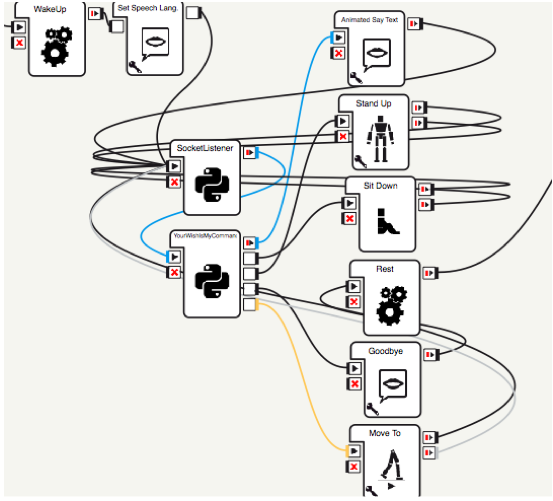 WakeUp
Set Speech Lang.
Animated Say Text
Stand Up
SocketListener
Sit Down
YourWishIsMyComman
Rest
Goodbye
Move To